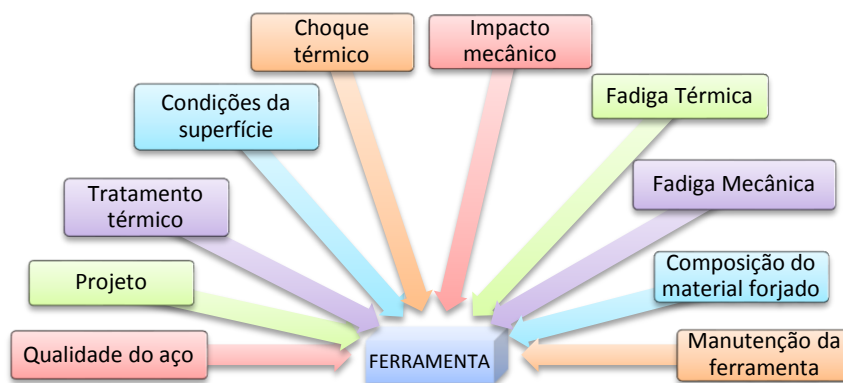 Choque
térmico
Impacto
mecânico
Condições da
superfície
Fadiga Térmica
Tratamento
térmico
Fadiga Mecânica
Projeto
Composição do
material forjado
Qualidade do aço
FERRAMENTA
Manutenção da
ferramenta